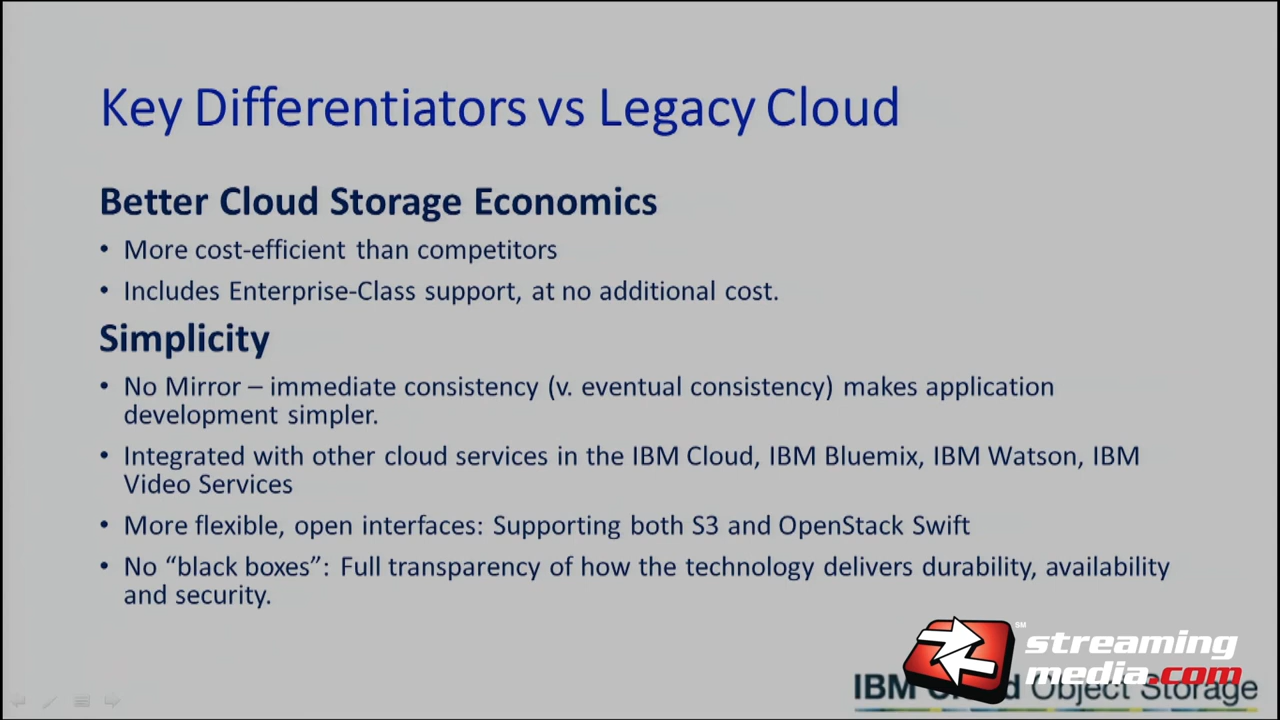 Key Differentiators vs Legacy Cloud
Better Cloud Storage Economics
• More cost-efficient than competitors
• Includes Enterprise-Class support, at no additional cost.
Simplicity
• No Mirror – immediate consistency (v. eventual consistency) makes application
development simpler.
• Integrated with other cloud services in the IBM Cloud, IBM Bluemix, IBM Watson, IBM
Video Services
• More flexible, open interfaces: Supporting both S3 and OpenStack Swift
• No “black boxes”: Full transparency of how the technology delivers durability, availability
and security.
streaming SM
media.com
IBM Cloud Object Storage